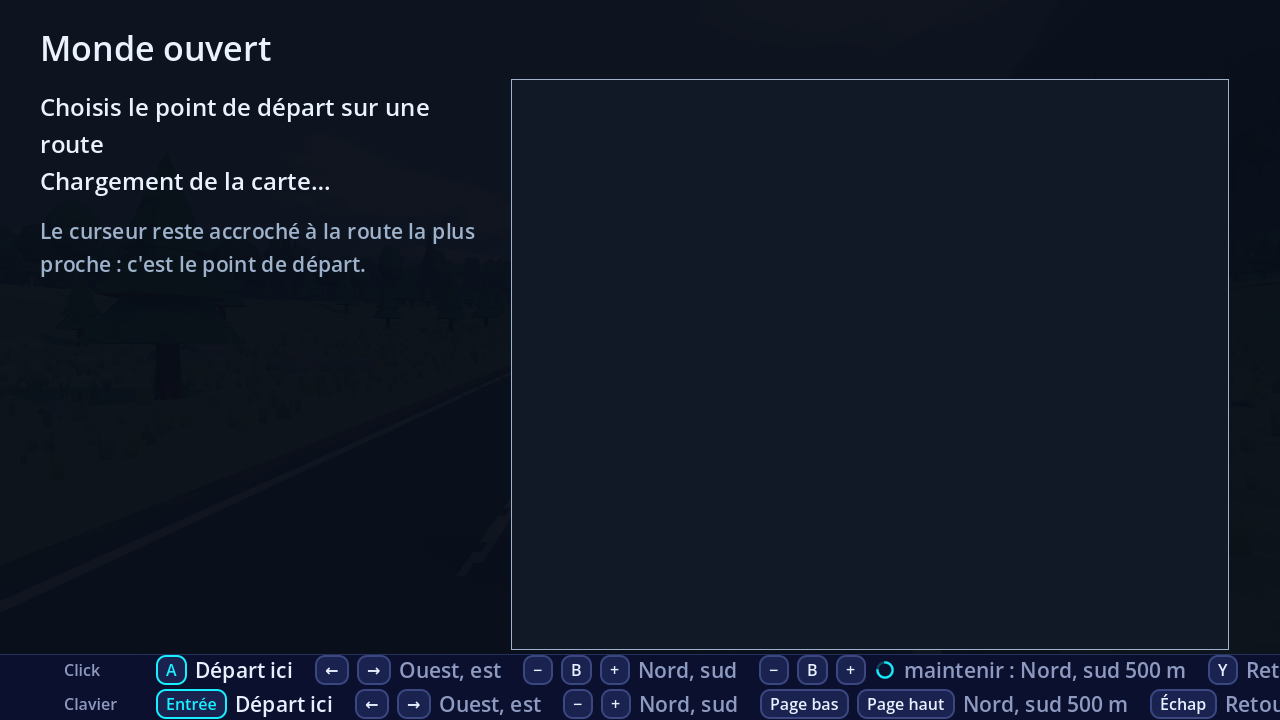 Monde ouvert
Choisis le point de départ sur une
route
Chargement de la carte...
Le curseur reste accroché à la route la plus
proche : c'est le point de départ.
Click A Départ ici ← → Ouest, est − B + Nord, sud − B + maintenir : Nord, sud 500 m Y Ret
Clavier Entrée Départ ici ← → Ouest, est − + Nord, sud Page bas Page haut Nord, sud 500 m Échap Retou